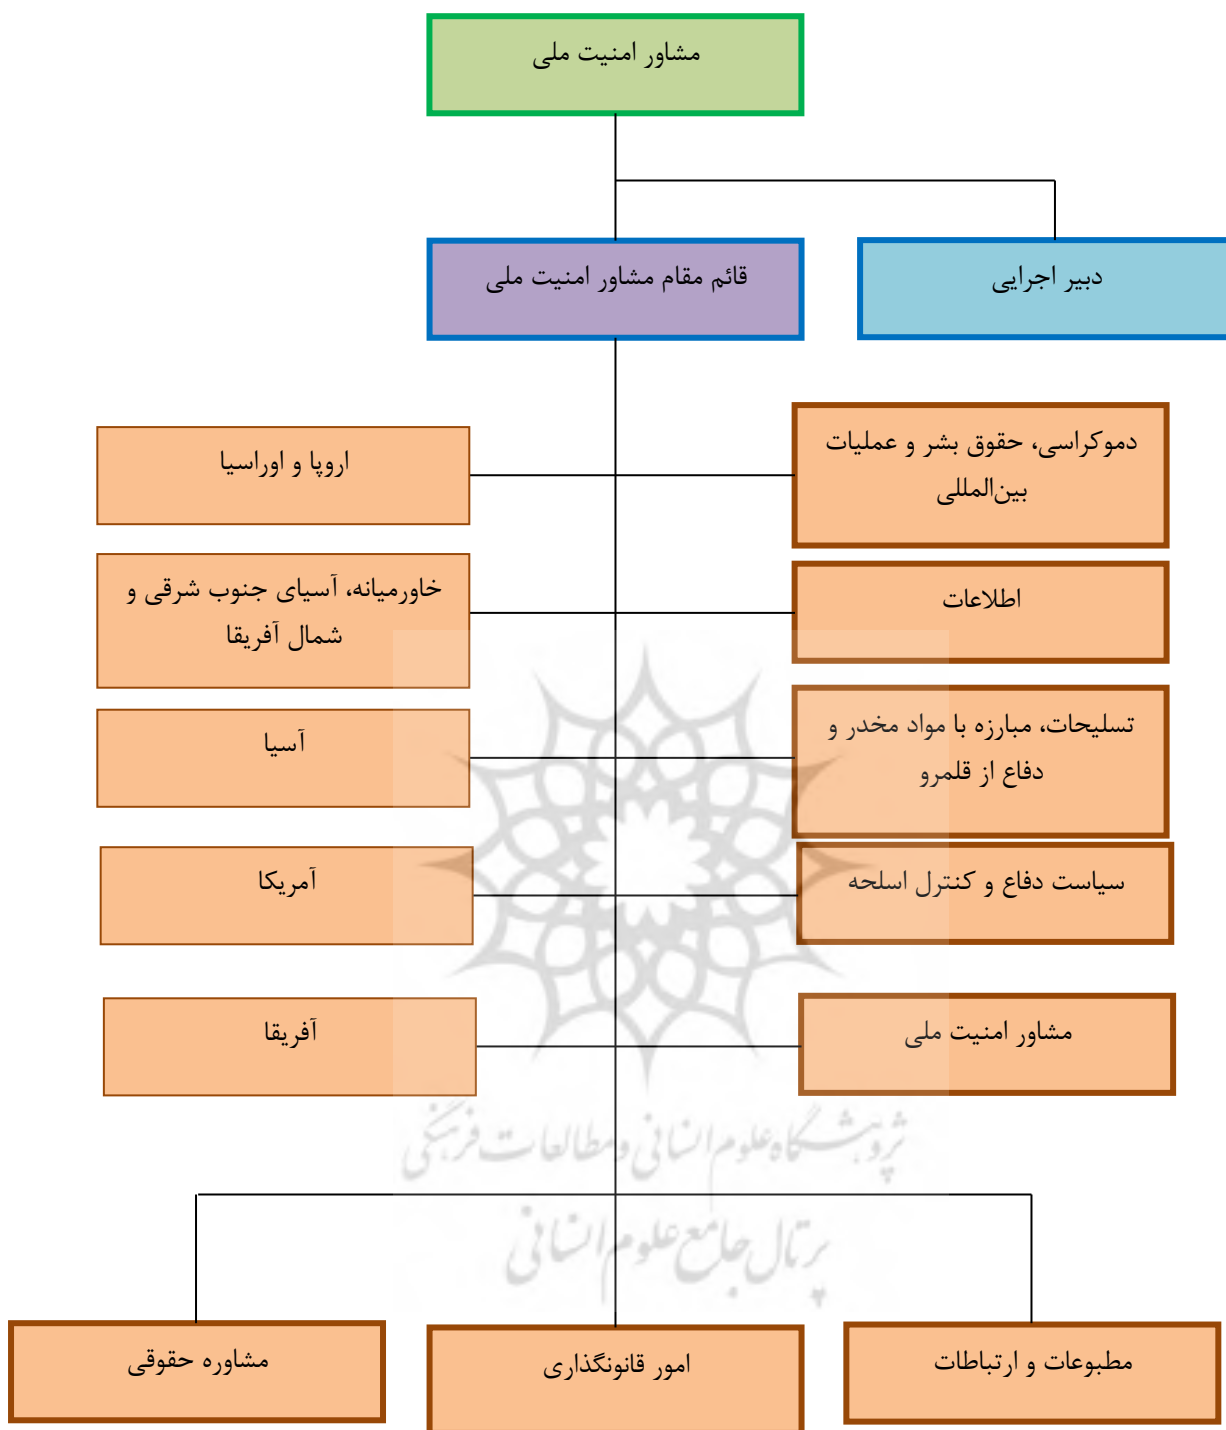 مشاور امنیت ملی
دبیر اجرایی
قائم مقام مشاور امنیت ملی
دموکراسی، حقوق بشر و عملیات
بین‌المللی
اروپا و اوراسیا
اطلاعات
خاورمیانه، آسیای جنوب شرقی و
شمال آفریقا
تسلیحات، مبارزه با مواد مخدر و
دفاع از قلمرو
آسیا
سیاست دفاع و کنترل اسلحه
آمریکا
مشاور امنیت ملی
آفریقا
پژوهشگاه علوم انسانی و مطالعات فرهنگی
پرتال جامع علوم انسانی
مطبوعات و ارتباطات
امور قانونگذاری
مشاوره حقوقی